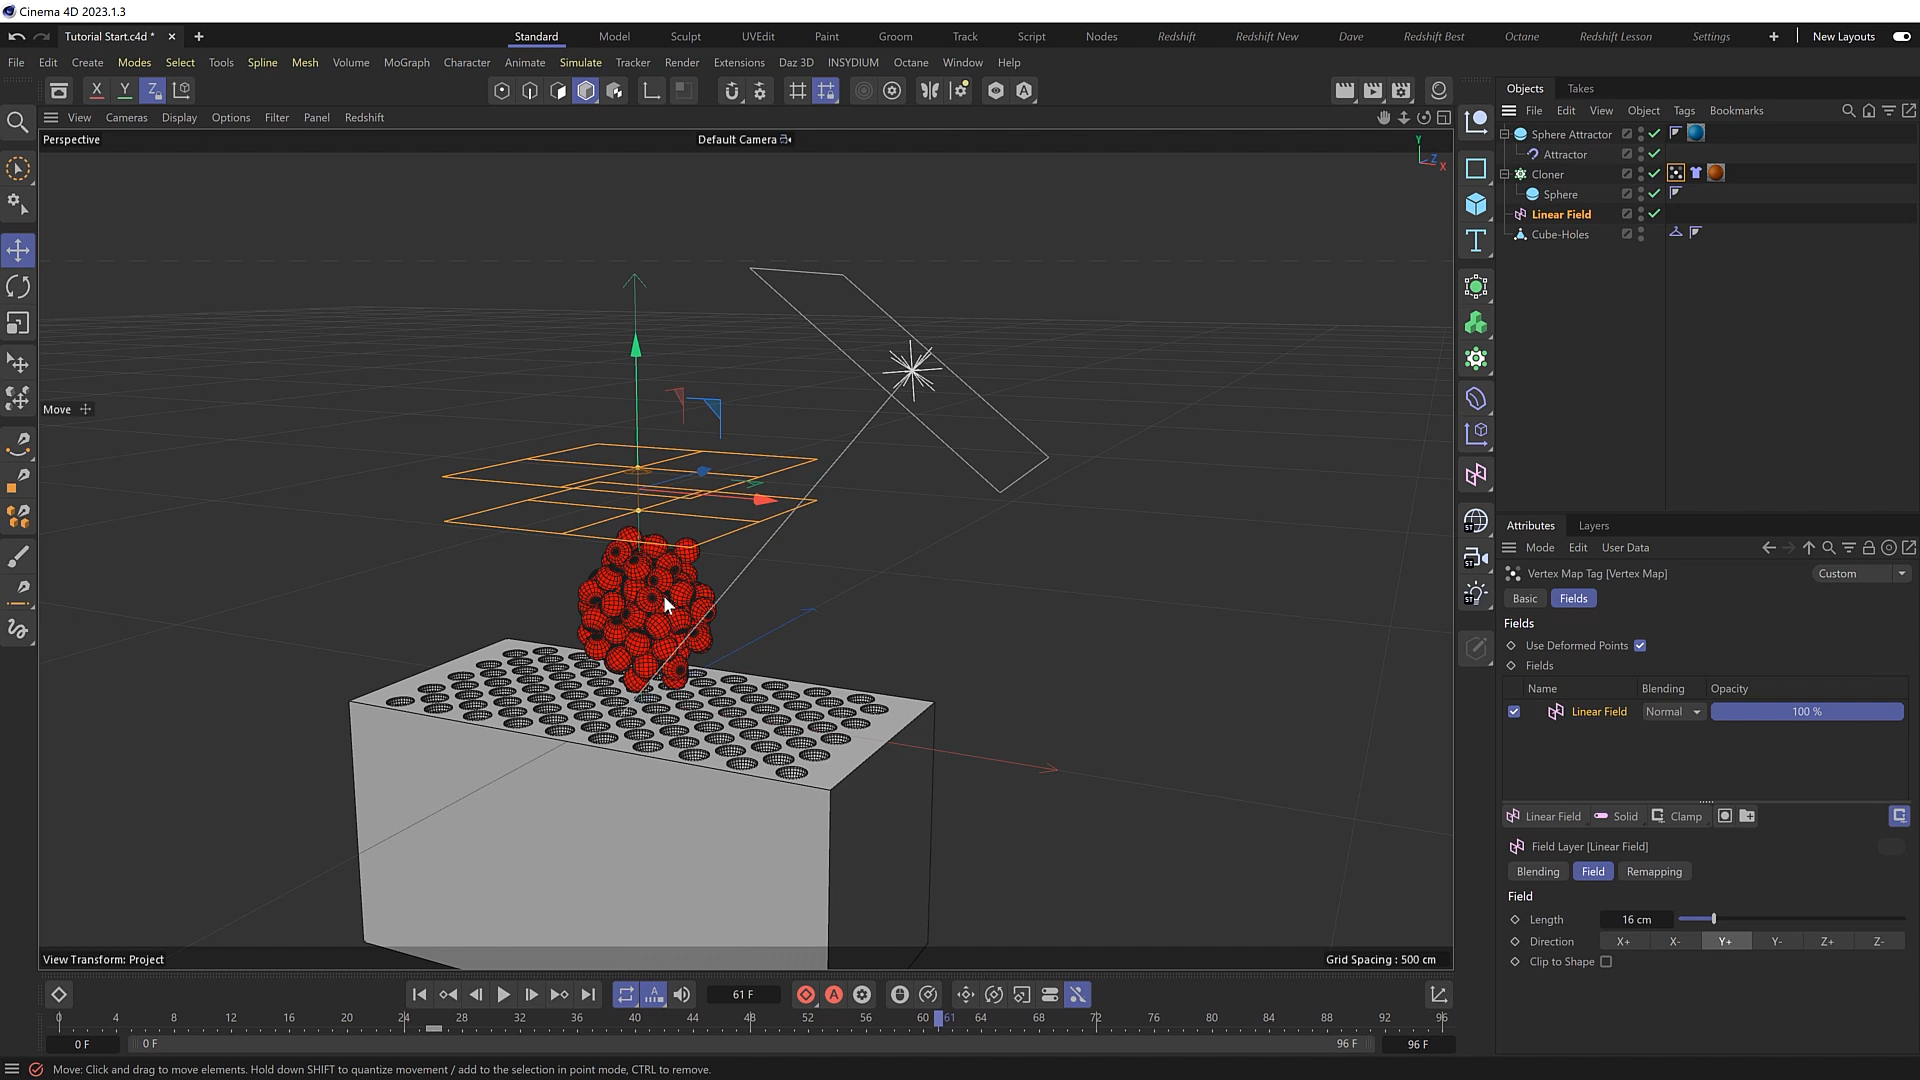 Cinema 4D 2023.1.3
Tutorial Start.c4d *
Standard Model Sculpt UVEdit Paint Groom Track Script Nodes Redshift Redshift New Dave Redshift Best Octane Redshift Lesson Settings New Layouts
File Edit Create Modes Select Tools Spline Mesh Volume MoGraph Character Animate Simulate Tracker Render Extensions Daz 3D INSYDIUM Octane Window Help
X Y Z
Objects Takes
File Edit View Object Tags Bookmarks
View Cameras Display Options Filter Panel Redshift
Perspective
Default Camera
Y
Z
X
Sphere Attractor
Attractor
Cloner
Sphere
Linear Field
Cube-Holes
Move
Attributes Layers
Mode Edit User Data
Vertex Map Tag [Vertex Map]
Custom
Basic Fields
Fields
Use Deformed Points
Fields
Name Blending Opacity
Linear Field Normal 100 %
Linear Field Solid Clamp
Field Layer [Linear Field]
Blending Field Remapping
Field
Length 16 cm
Direction X+ X- Y+ Y- Z+ Z-
Clip to Shape
View Transform: Project
Grid Spacing : 500 cm
61 F
0 4 8 12 16 20 24 28 32 36 40 44 48 52 56 60 61 64 68 72 76 80 84 88 92 96
0 F 0 F 96 F 96 F
Move: Click and drag to move elements. Hold down SHIFT to quantize movement / add to the selection in point mode, CTRL to remove.